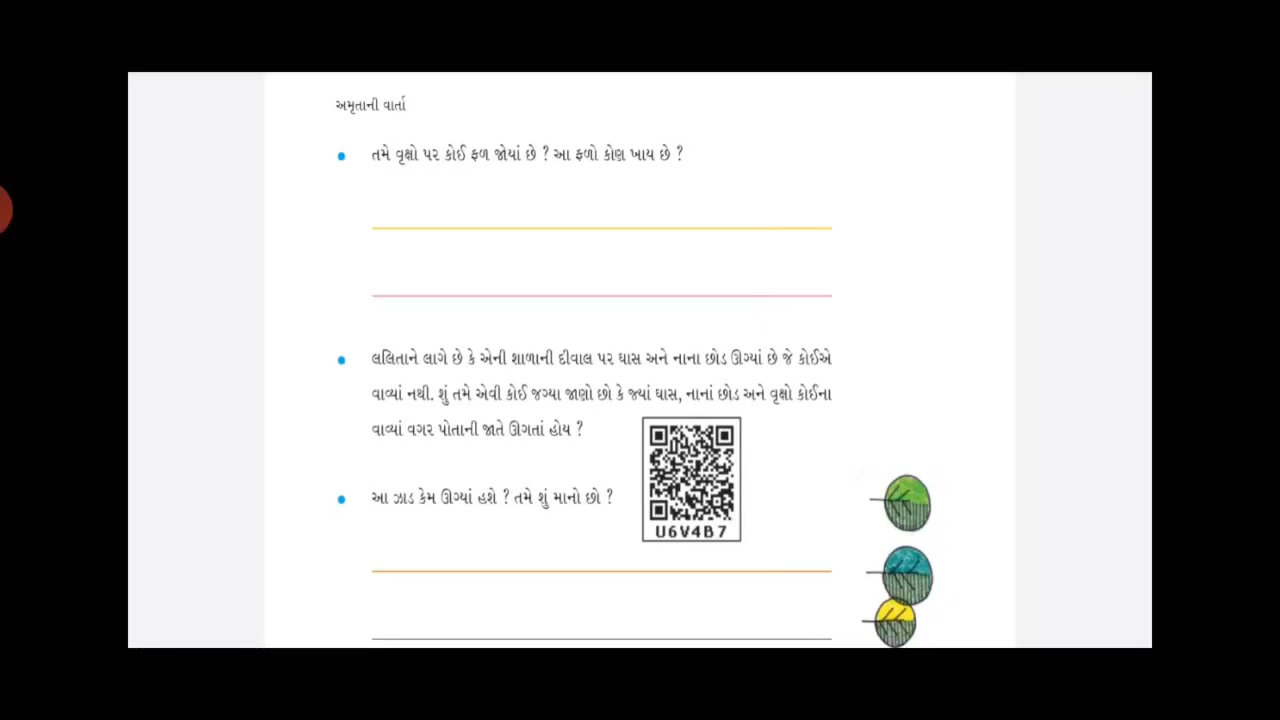 અમૃતાની વાર્તા
તમે વૃક્ષો પર કોઈ ફળ જોયાં છે ? આ ફળો કોણ ખાય છે ?
લલિતાને લાગે છે કે એની શાળાની દીવાલ પર ઘાસ અને નાના છોડ ઊગ્યાં છે જે કોઈએ
વાવ્યાં નથી. શું તમે એવી કોઈ જગ્યા જાણો છો કે જ્યાં ઘાસ, નાનાં છોડ અને વૃક્ષો કોઈના
વાવ્યાં વગર પોતાની જાતે ઊગતાં હોય ?
આ ઝાડ કેમ ઊગ્યાં હશે ? તમે શું માનો છો ?
U6V4B7